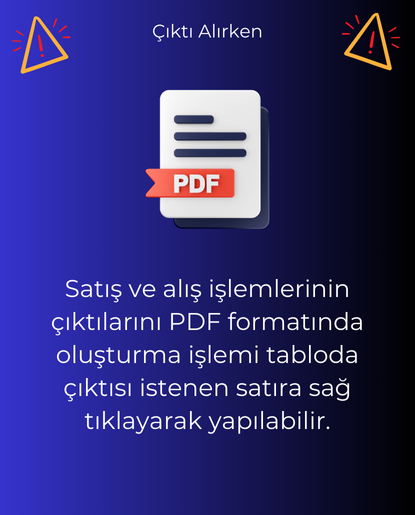 Çıktı Alırken
PDF
Satış ve alış işlemlerinin
çıktılarını PDF formatında
oluşturma işlemi tabloda
çıktısı istenen satıra sağ
tıklayarak yapılabilir.